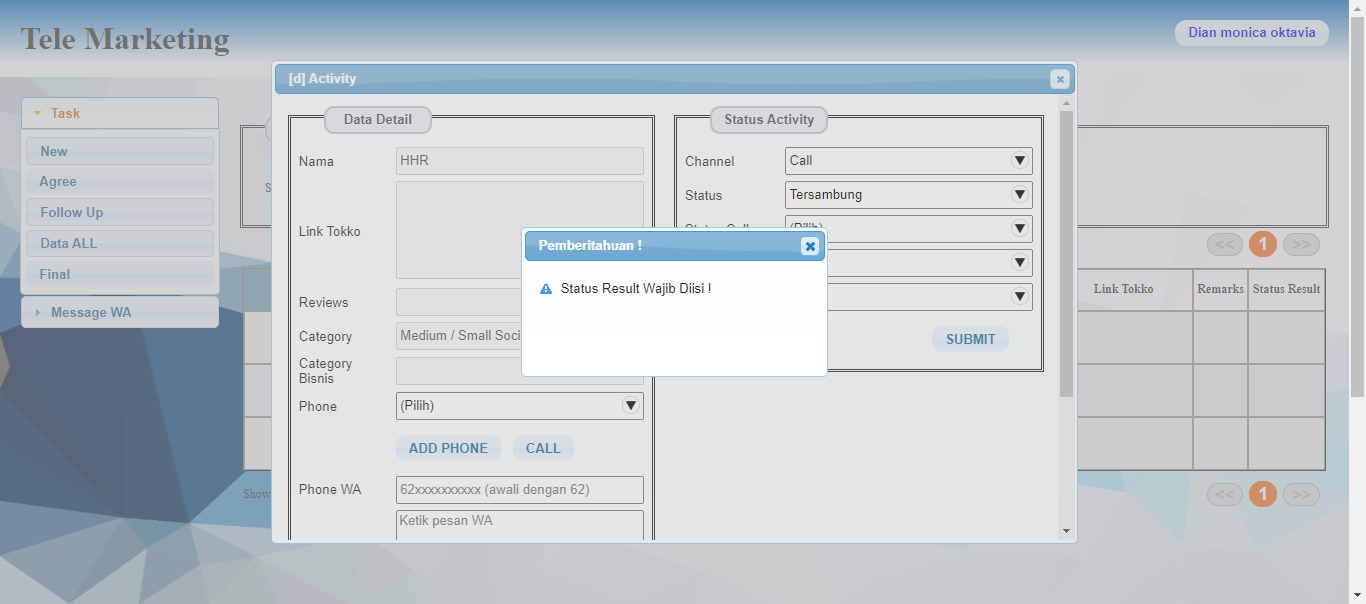 Tele Marketing
Dian monica oktavia
[d] Activity
Task
New
Agree
Follow Up
Data ALL
Final
Message WA
Data Detail
Nama
HHR
Link Tokko
Reviews
Category
Medium / Small Soci
Category
Bisnis
Phone
(Pilih)
ADD PHONE
CALL
Phone WA
62xxxxxxxxxx (awali dengan 62)
Ketik pesan WA
Status Activity
Channel
Call
Status
Tersambung
Status Call
(Pilih)
SUBMIT
Pemberitahuan !
Status Result Wajib Diisi !
S
<< 1 >>
Link Tokko
Remarks
Status Result
Show
<< 1 >>